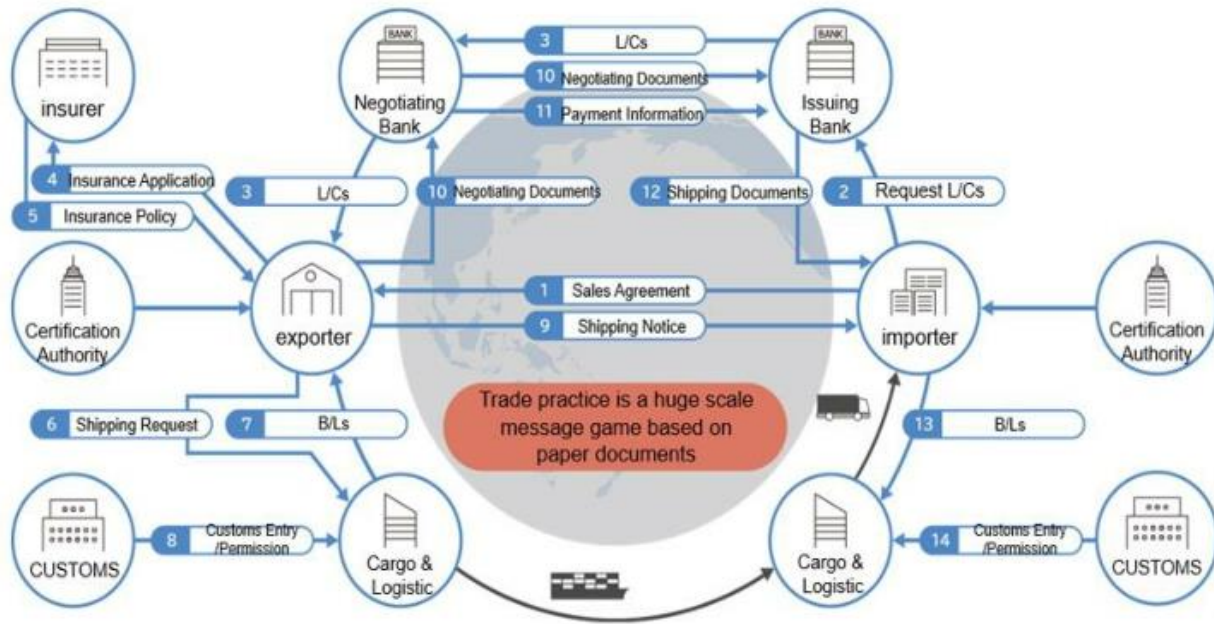 3 L/Cs
10 Negotiating Documents
11 Payment Information
BANK
Negotiating
Bank
BANK
Issuing
Bank
insurer
4 Insurance Application
5 Insurance Policy
3 L/Cs
10 Negotiating Documents
12 Shipping Documents
2 Request L/Cs
Certification
Authority
exporter
1 Sales Agreement
9 Shipping Notice
importer
Certification
Authority
6 Shipping Request
7 B/Ls
Trade practice is a huge scale
message game based on
paper documents
13 B/Ls
CUSTOMS
8 Customs Entry
/Permission
Cargo &
Logistic
Cargo &
Logistic
14 Customs Entry
/Permission
CUSTOMS